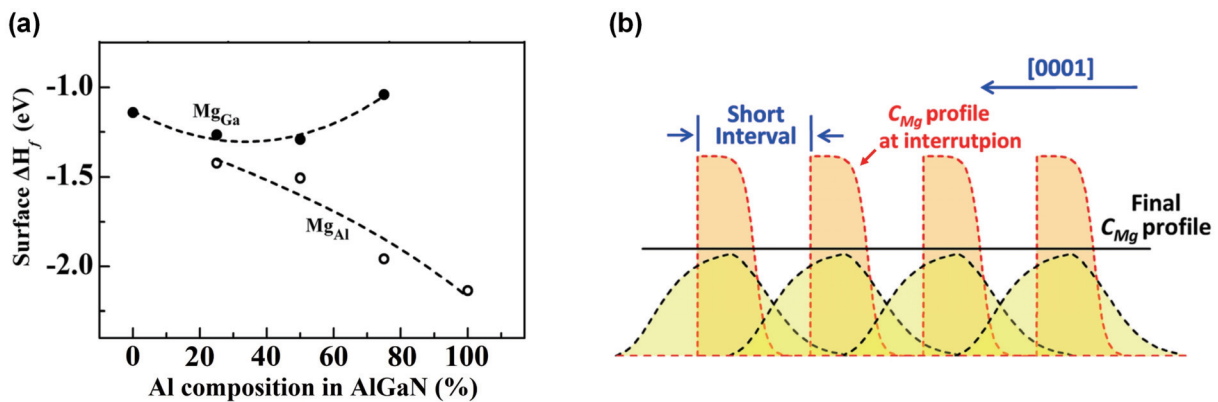 (a)
-1.0
-1.5
-2.0
Surface ΔH_f (eV)
Mg_Ga
Mg_Al
0 20 40 60 80 100
Al composition in AlGaN (%)
(b)
[0001]
Short
Interval
C_Mg profile
at interrutpion
Final
C_Mg profile